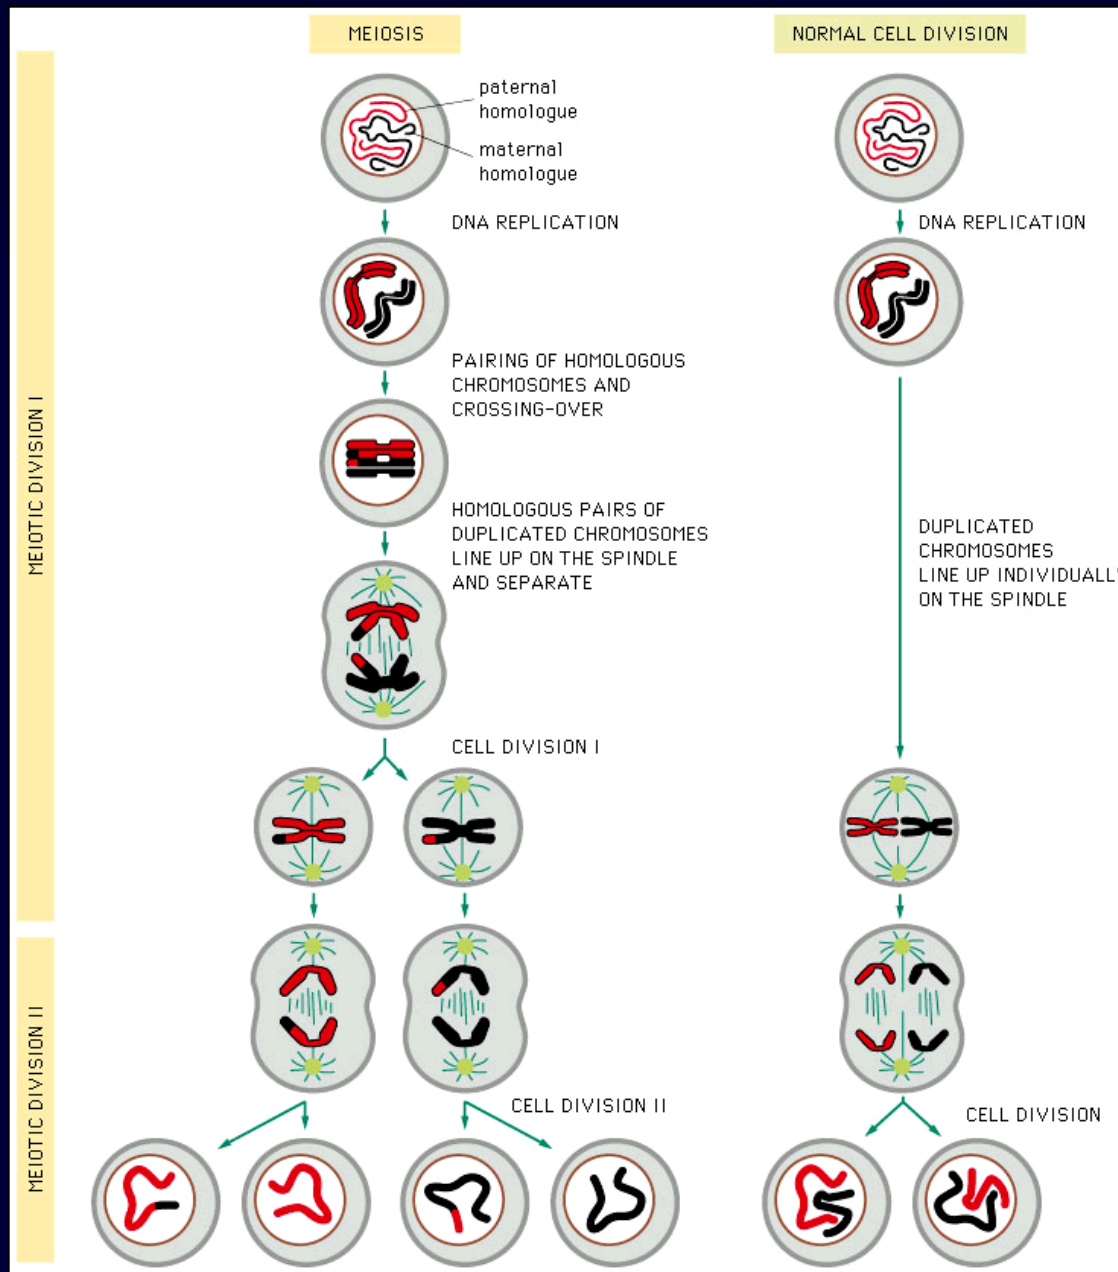 MEIOSIS
NORMAL CELL DIVISION
paternal
homologue
maternal
homologue
DNA REPLICATION
DNA REPLICATION
PAIRING OF HOMOLOGOUS
CHROMOSOMES AND
CROSSING-OVER
MEIOTIC DIVISION I
HOMOLOGOUS PAIRS OF
DUPLICATED CHROMOSOMES
LINE UP ON THE SPINDLE
AND SEPARATE
DUPLICATED
CHROMOSOMES
LINE UP INDIVIDUALL
ON THE SPINDLE
CELL DIVISION I
MEIOTIC DIVISION II
CELL DIVISION II
CELL DIVISION